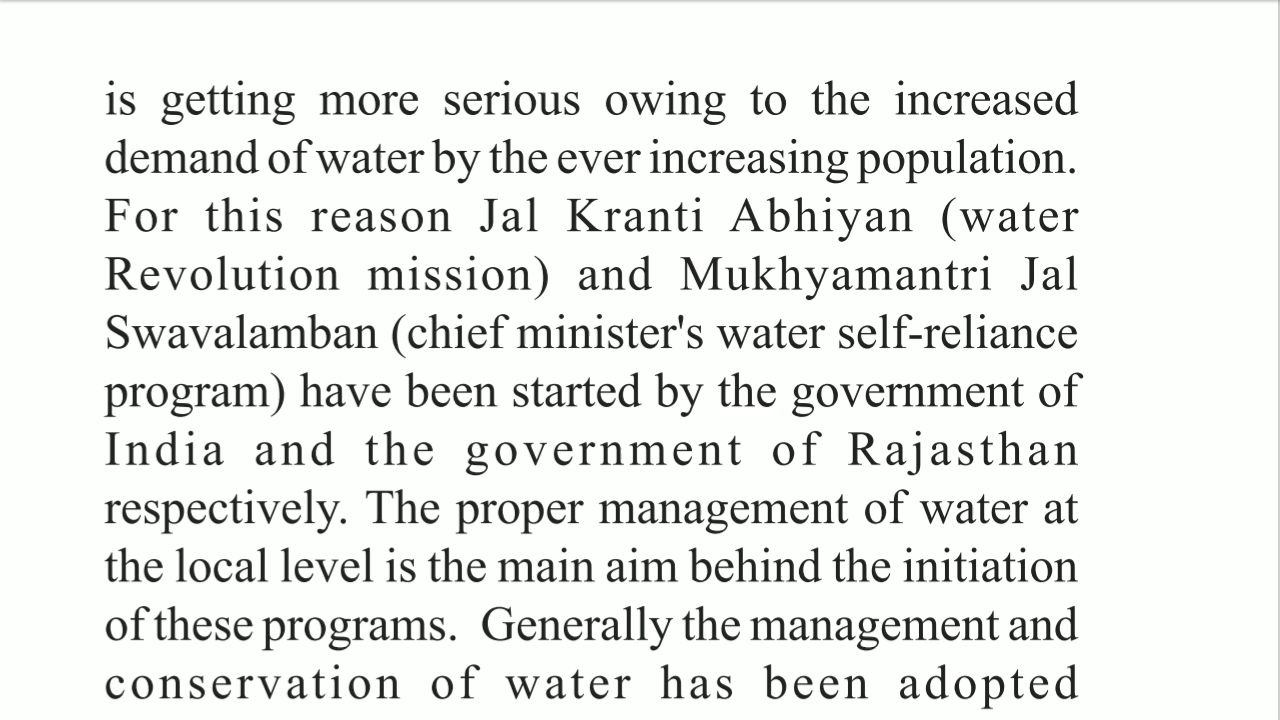 is getting more serious owing to the increased
demand of water by the ever increasing population.
For this reason Jal Kranti Abhiyan (water
Revolution mission) and Mukhyamantri Jal
Swavalamban (chief minister's water self-reliance
program) have been started by the government of
India and the government of Rajasthan
respectively. The proper management of water at
the local level is the main aim behind the initiation
of these programs.  Generally the management and
conservation of water has been adopted